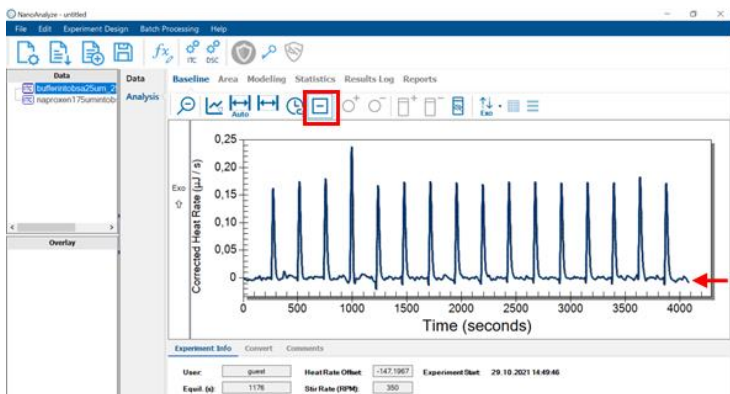 NanoAnalyze - untitled
File Edit Experiment Design Batch Processing Help
fx ITC DSC
Data
bufferintobsa25um_2
naproxen175umintob
Overlay
Data
Analysis
Baseline Area Modeling Statistics Results Log Reports
Auto Exo
Exo
Corrected Heat Rate (µJ / s)
0,25
0,20
0,15
0,10
0,05
0
0 500 1000 1500 2000 2500 3000 3500 4000
Time (seconds)
Experiment Info Convert Comments
User: guest Heat Rate Offset: -147.1967 Experiment Start: 29.10.2021 14:49:46
Equil. (s): 1176 Stir Rate (RPM): 350